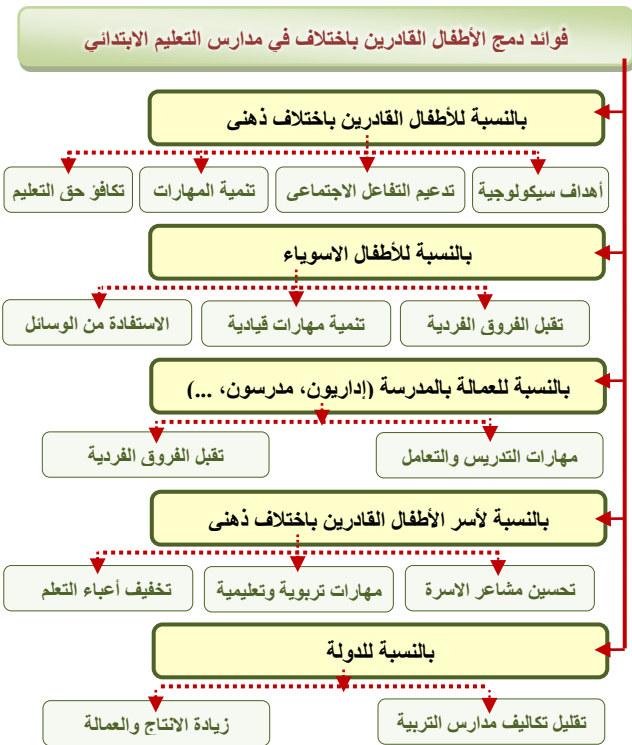 فوائد دمج الأطفال القادرين باختلاف في مدارس التعليم الابتدائي
بالنسبة للأطفال القادرين باختلاف ذهنى
أهداف سيكولوجية
تدعيم التفاعل الاجتماعى
تنمية المهارات
تكافؤ حق التعليم
بالنسبة للأطفال الاسوياء
تقبل الفروق الفردية
تنمية مهارات قيادية
الاستفادة من الوسائل
بالنسبة للعمالة بالمدرسة (إداريون، مدرسون، ...)
مهارات التدريس والتعامل
تقبل الفروق الفردية
بالنسبة لأسر الأطفال القادرين باختلاف ذهنى
تحسين مشاعر الاسرة
مهارات تربوية وتعليمية
تخفيف أعباء التعلم
بالنسبة للدولة
تقليل تكاليف مدارس التربية
زيادة الانتاج والعمالة